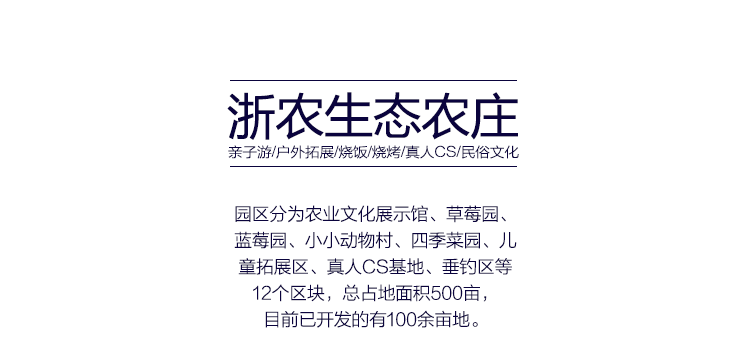 浙农生态农庄
亲子游/户外拓展/烧饭/烧烤/真人CS/民俗文化
园区分为农业文化展示馆、草莓园、
蓝莓园、小小动物村、四季菜园、儿
童拓展区、真人CS基地、垂钓区等
12个区块，总占地面积500亩，
目前已开发的有100余亩地。